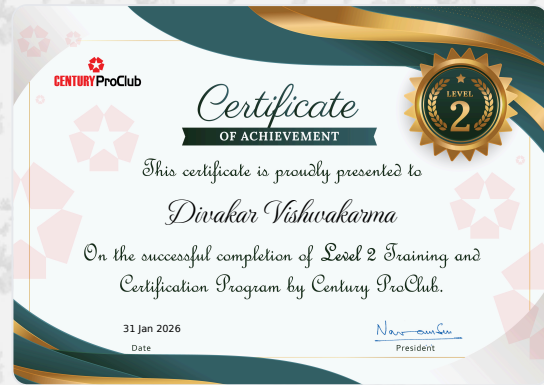 CENTURY ProClub
LEVEL
2
Certificate
OF ACHIEVEMENT
This certificate is proudly presented to
Divakar Vishwakarma
On the successful completion of Level 2 Training and
Certification Program by Century ProClub.
31 Jan 2026
Date
President